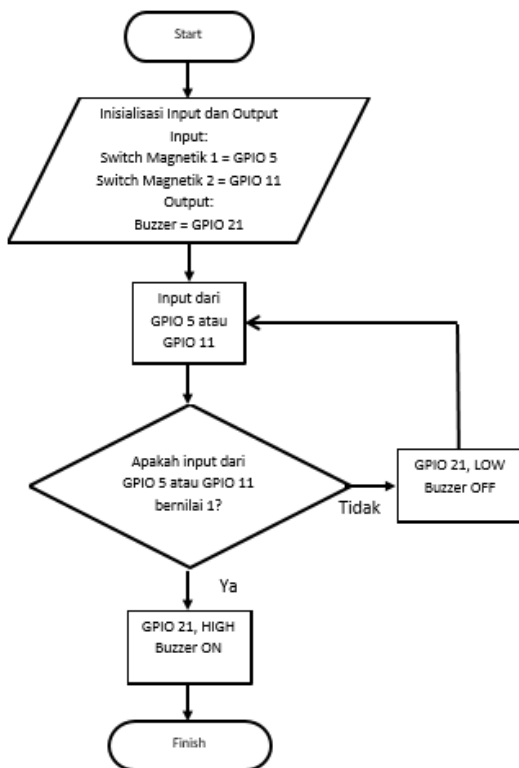 Start
Inisialisasi Input dan Output
Input:
Switch Magnetik 1 = GPIO 5
Switch Magnetik 2 = GPIO 11
Output:
Buzzer = GPIO 21
Input dari
GPIO 5 atau
GPIO 11
Apakah input dari
GPIO 5 atau GPIO 11
bernilai 1?
Tidak
GPIO 21, LOW
Buzzer OFF
Ya
GPIO 21, HIGH
Buzzer ON
Finish